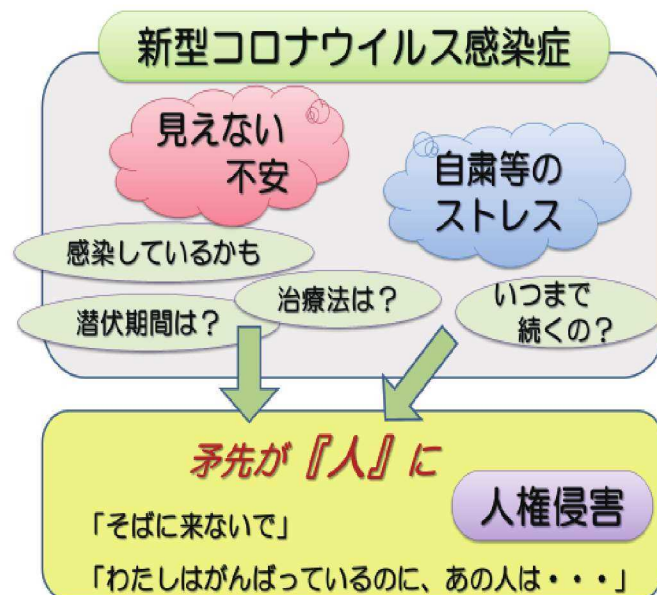 新型コロナウイルス感染症
見えない
不安
自粛等の
ストレス
感染しているかも
潜伏期間は?
治療法は?
いつまで
続くの?
矛先が『人』に
人権侵害
「そばに来ないで」
「わたしはがんばっているのに、あの人は・・・」